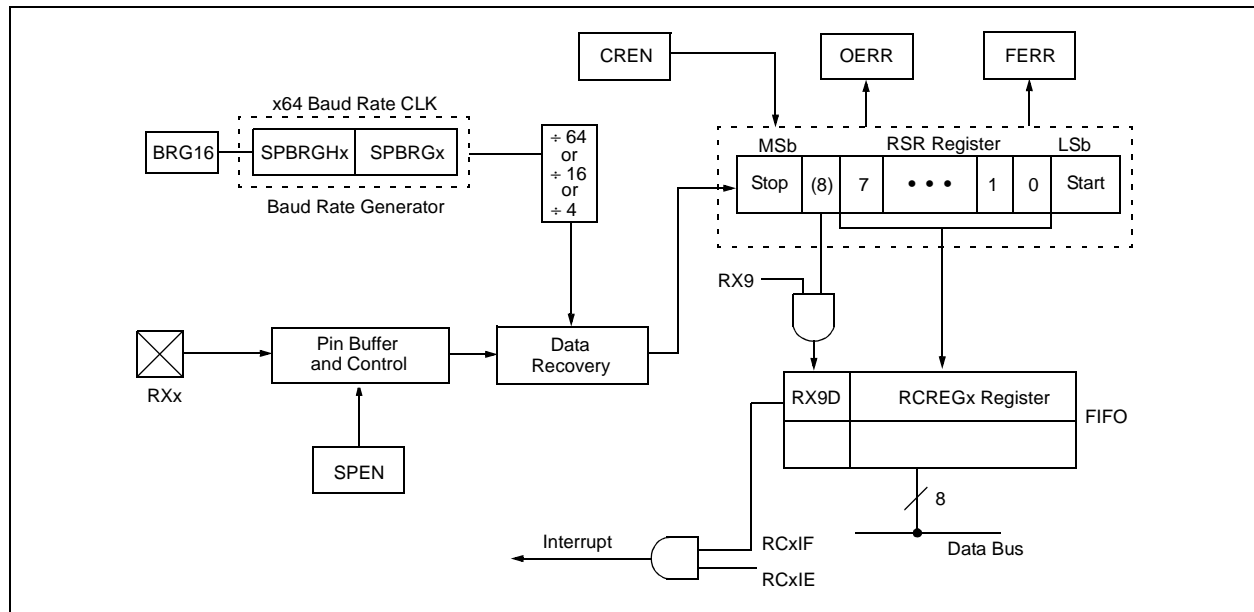 CREN
OERR
FERR
x64 Baud Rate CLK
BRG16
SPBRGHx
SPBRGx
÷ 64
or
÷ 16
or
÷ 4
Baud Rate Generator
MSb
RSR Register
LSb
Stop
(8)
7
• • •
1
0
Start
RX9
RXx
Pin Buffer
and Control
Data
Recovery
SPEN
RX9D
RCREGx Register
FIFO
8
Data Bus
Interrupt
RCxIF
RCxIE